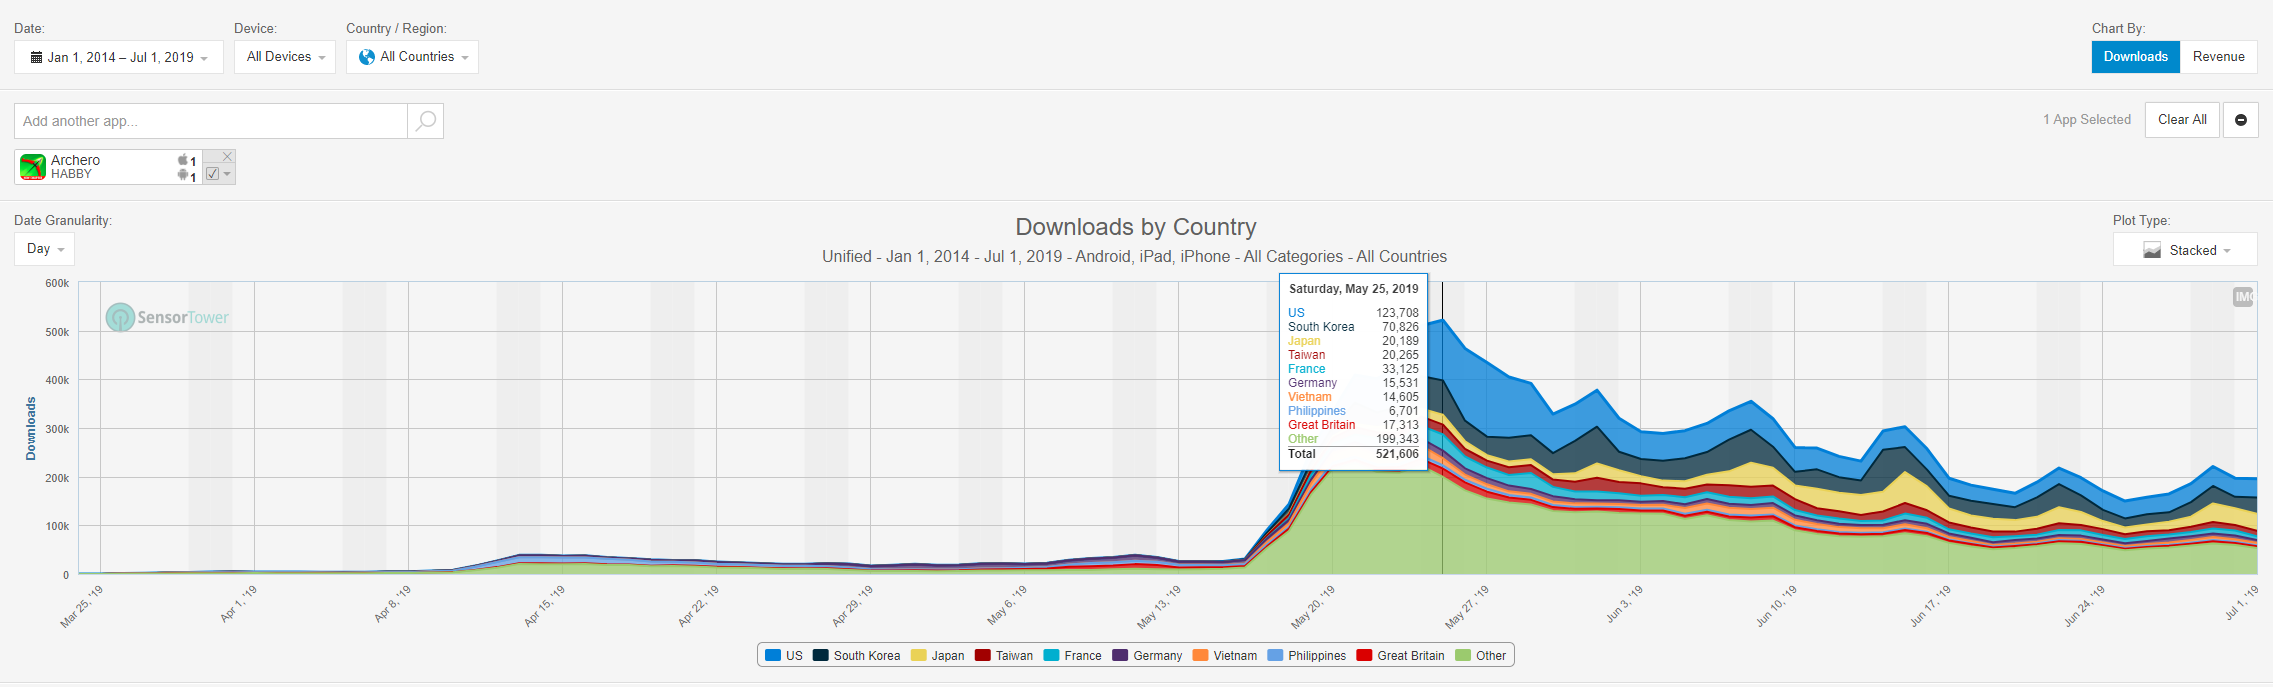 Date:
Device:
Country / Region:
Chart By:
Jan 1, 2014 – Jul 1, 2019
All Devices
All Countries
Downloads
Revenue
Add another app...
1 App Selected
Clear All
Archero
1
HABBY
1
Date Granularity:
Day
Downloads by Country
Unified - Jan 1, 2014 - Jul 1, 2019 - Android, iPad, iPhone - All Categories - All Countries
Plot Type:
Stacked
600k
500k
400k
300k
200k
100k
0
Downloads
SensorTower
Saturday, May 25, 2019
US 123,708
South Korea 70,826
Japan 20,189
Taiwan 20,265
France 33,125
Germany 15,531
Vietnam 14,605
Philippines 6,701
Great Britain 17,313
Other 199,343
Total 521,606
IMG
Mar 25, '19
Apr 1, '19
Apr 8, '19
Apr 15, '19
Apr 22, '19
Apr 29, '19
May 6, '19
May 13, '19
May 20, '19
May 27, '19
Jun 3, '19
Jun 10, '19
Jun 17, '19
Jun 24, '19
Jul 1, '19
US South Korea Japan Taiwan France Germany Vietnam Philippines Great Britain Other